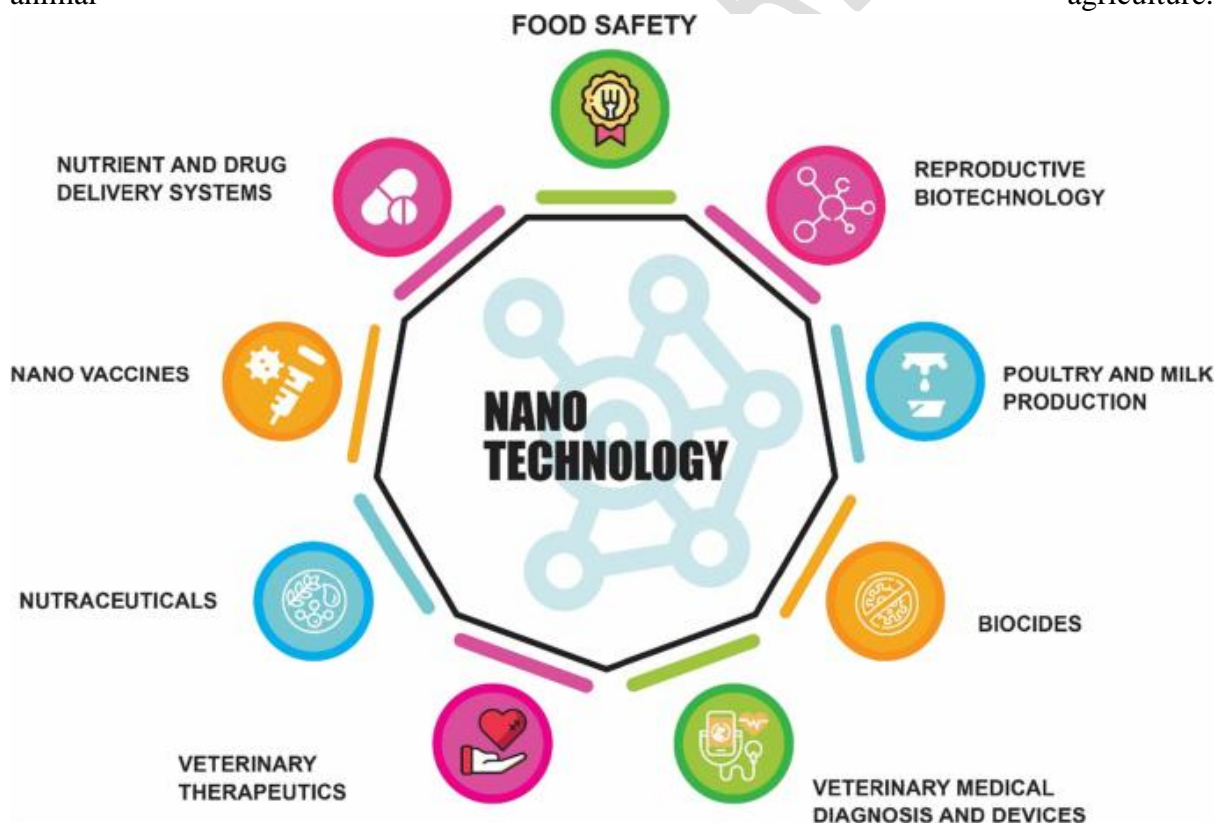 animal agriculture.
FOOD SAFETY
NUTRIENT AND DRUG
DELIVERY SYSTEMS
REPRODUCTIVE
BIOTECHNOLOGY
NANO VACCINES
POULTRY AND MILK
PRODUCTION
NANO
TECHNOLOGY
NUTRACEUTICALS
BIOCIDES
VETERINARY
THERAPEUTICS
VETERINARY MEDICAL
DIAGNOSIS AND DEVICES